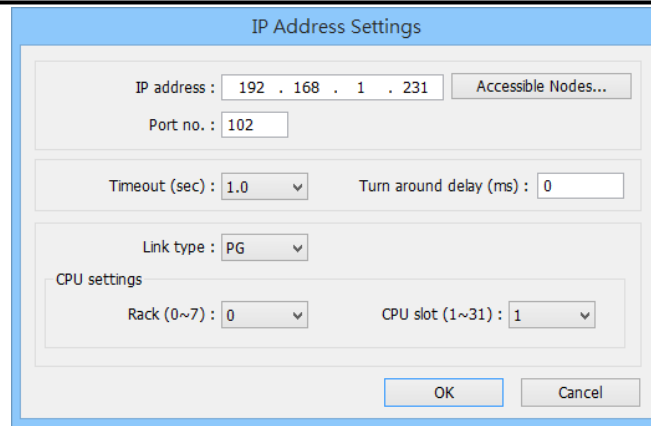 IP Address Settings
IP address : 192 . 168 . 1 . 231 Accessible Nodes...
Port no. : 102
Timeout (sec) : 1.0 Turn around delay (ms) : 0
Link type : PG
CPU settings
Rack (0~7) : 0 CPU slot (1~31) : 1
OK Cancel